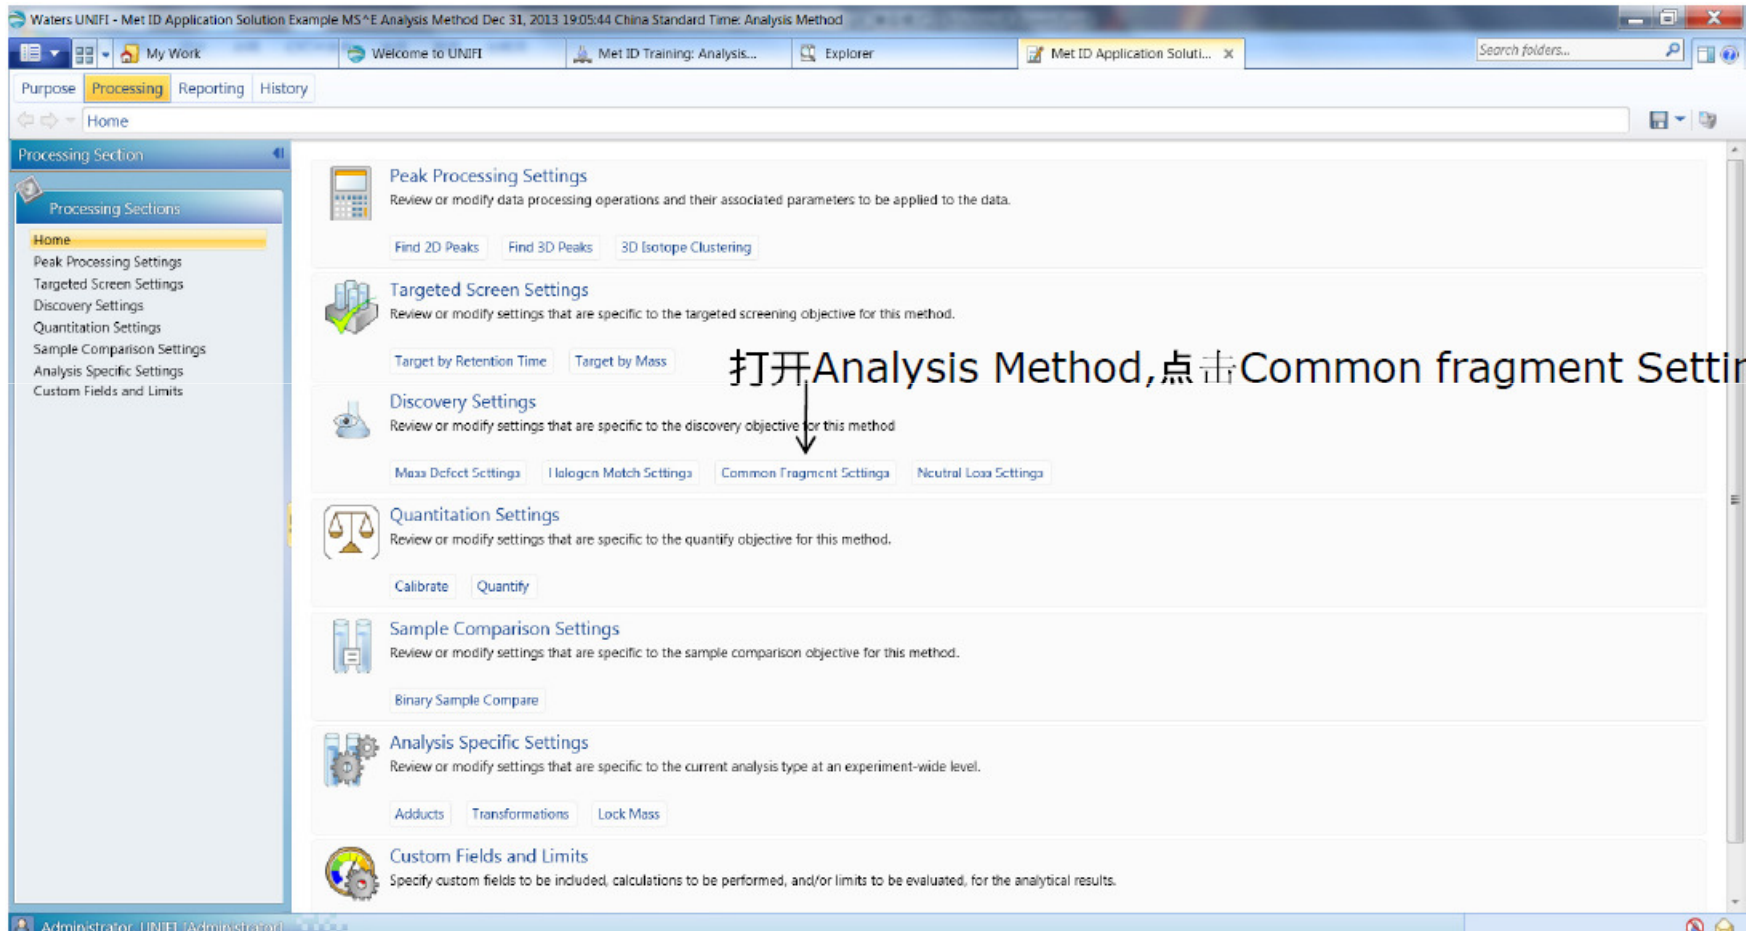 Waters UNIFI - Met ID Application Solution Example MS^E Analysis Method Dec 31, 2013 19:05:44 China Standard Time: Analysis Method
My Work
Welcome to UNIFI
Met ID Training: Analysis...
Explorer
Met ID Application Soluti...
Search folders...
Purpose Processing Reporting History
Home
Processing Section
Processing Sections
Home
Peak Processing Settings
Targeted Screen Settings
Discovery Settings
Quantitation Settings
Sample Comparison Settings
Analysis Specific Settings
Custom Fields and Limits
Peak Processing Settings
Review or modify data processing operations and their associated parameters to be applied to the data.
Find 2D Peaks Find 3D Peaks 3D Isotope Clustering
Targeted Screen Settings
Review or modify settings that are specific to the targeted screening objective for this method.
Target by Retention Time Target by Mass
打开Analysis Method,点击Common fragment Settin
Discovery Settings
Review or modify settings that are specific to the discovery objective for this method
Mass Defect Settings Halogen Match Settings Common Fragment Settings Neutral Loss Settings
Quantitation Settings
Review or modify settings that are specific to the quantify objective for this method.
Calibrate Quantify
Sample Comparison Settings
Review or modify settings that are specific to the sample comparison objective for this method.
Binary Sample Compare
Analysis Specific Settings
Review or modify settings that are specific to the current analysis type at an experiment-wide level.
Adducts Transformations Lock Mass
Custom Fields and Limits
Specify custom fields to be included, calculations to be performed, and/or limits to be evaluated, for the analytical results.
Administrator, UNIFI [Administrator]